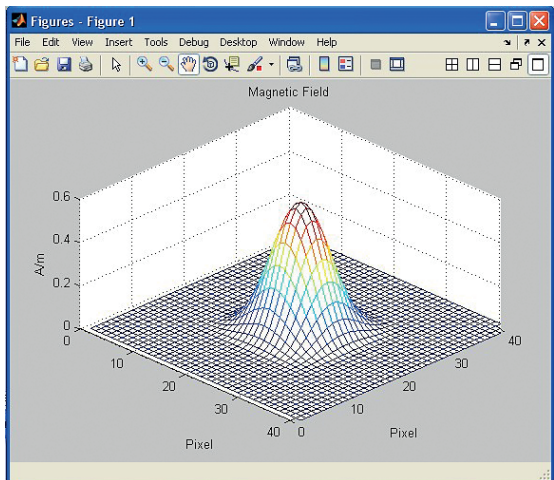 Figures - Figure 1
File Edit View Insert Tools Debug Desktop Window Help
Magnetic Field
A/m
0.6
0.4
0.2
0
0
10
20
30
40
Pixel
0
10
20
30
40
Pixel